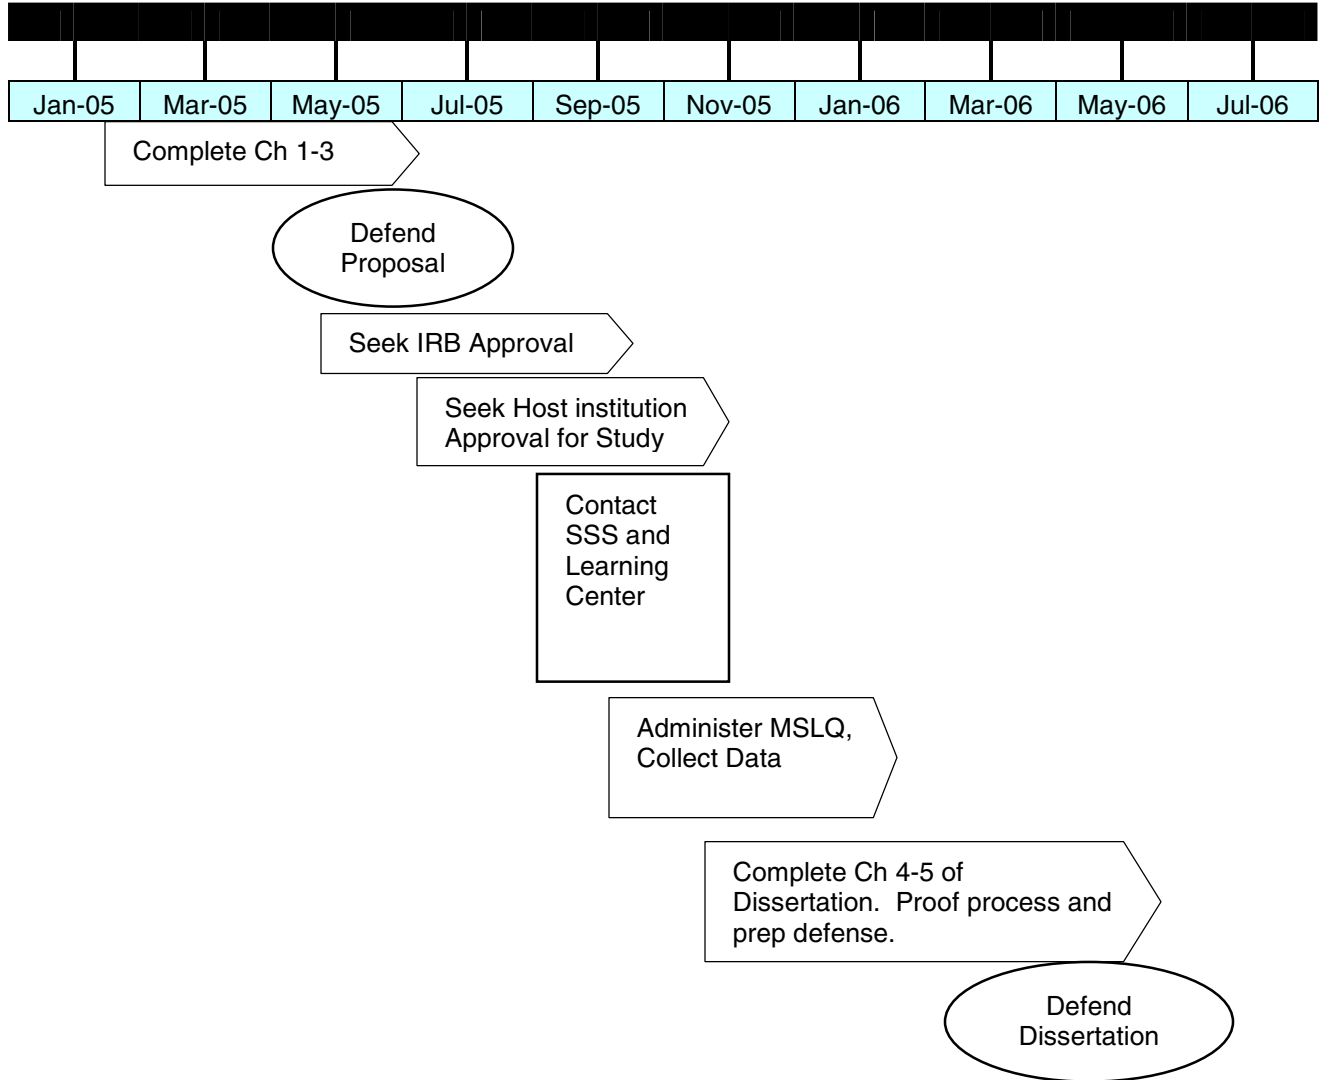 Jan-05 Mar-05 May-05 Jul-05 Sep-05 Nov-05 Jan-06 Mar-06 May-06 Jul-06
Complete Ch 1-3
Defend
Proposal
Seek IRB Approval
Seek Host institution
Approval for Study
Contact
SSS and
Learning
Center
Administer MSLQ,
Collect Data
Complete Ch 4-5 of
Dissertation.  Proof process and
prep defense.
Defend
Dissertation